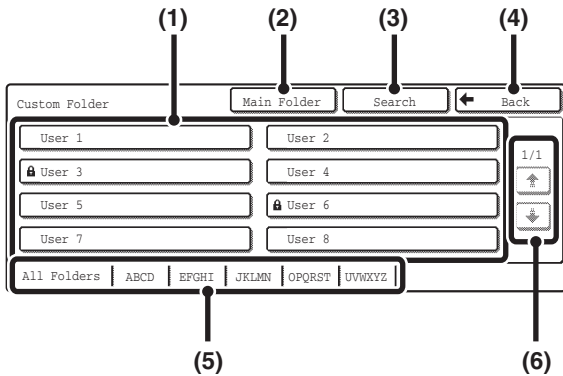 (1) (2) (3) (4)
Custom Folder Main Folder Search Back
User 1 User 2
1/1
User 3 User 4
User 5 User 6
User 7 User 8
All Folders ABCD EFGHI JKLMN OPQRST UVWXYZ
(5) (6)